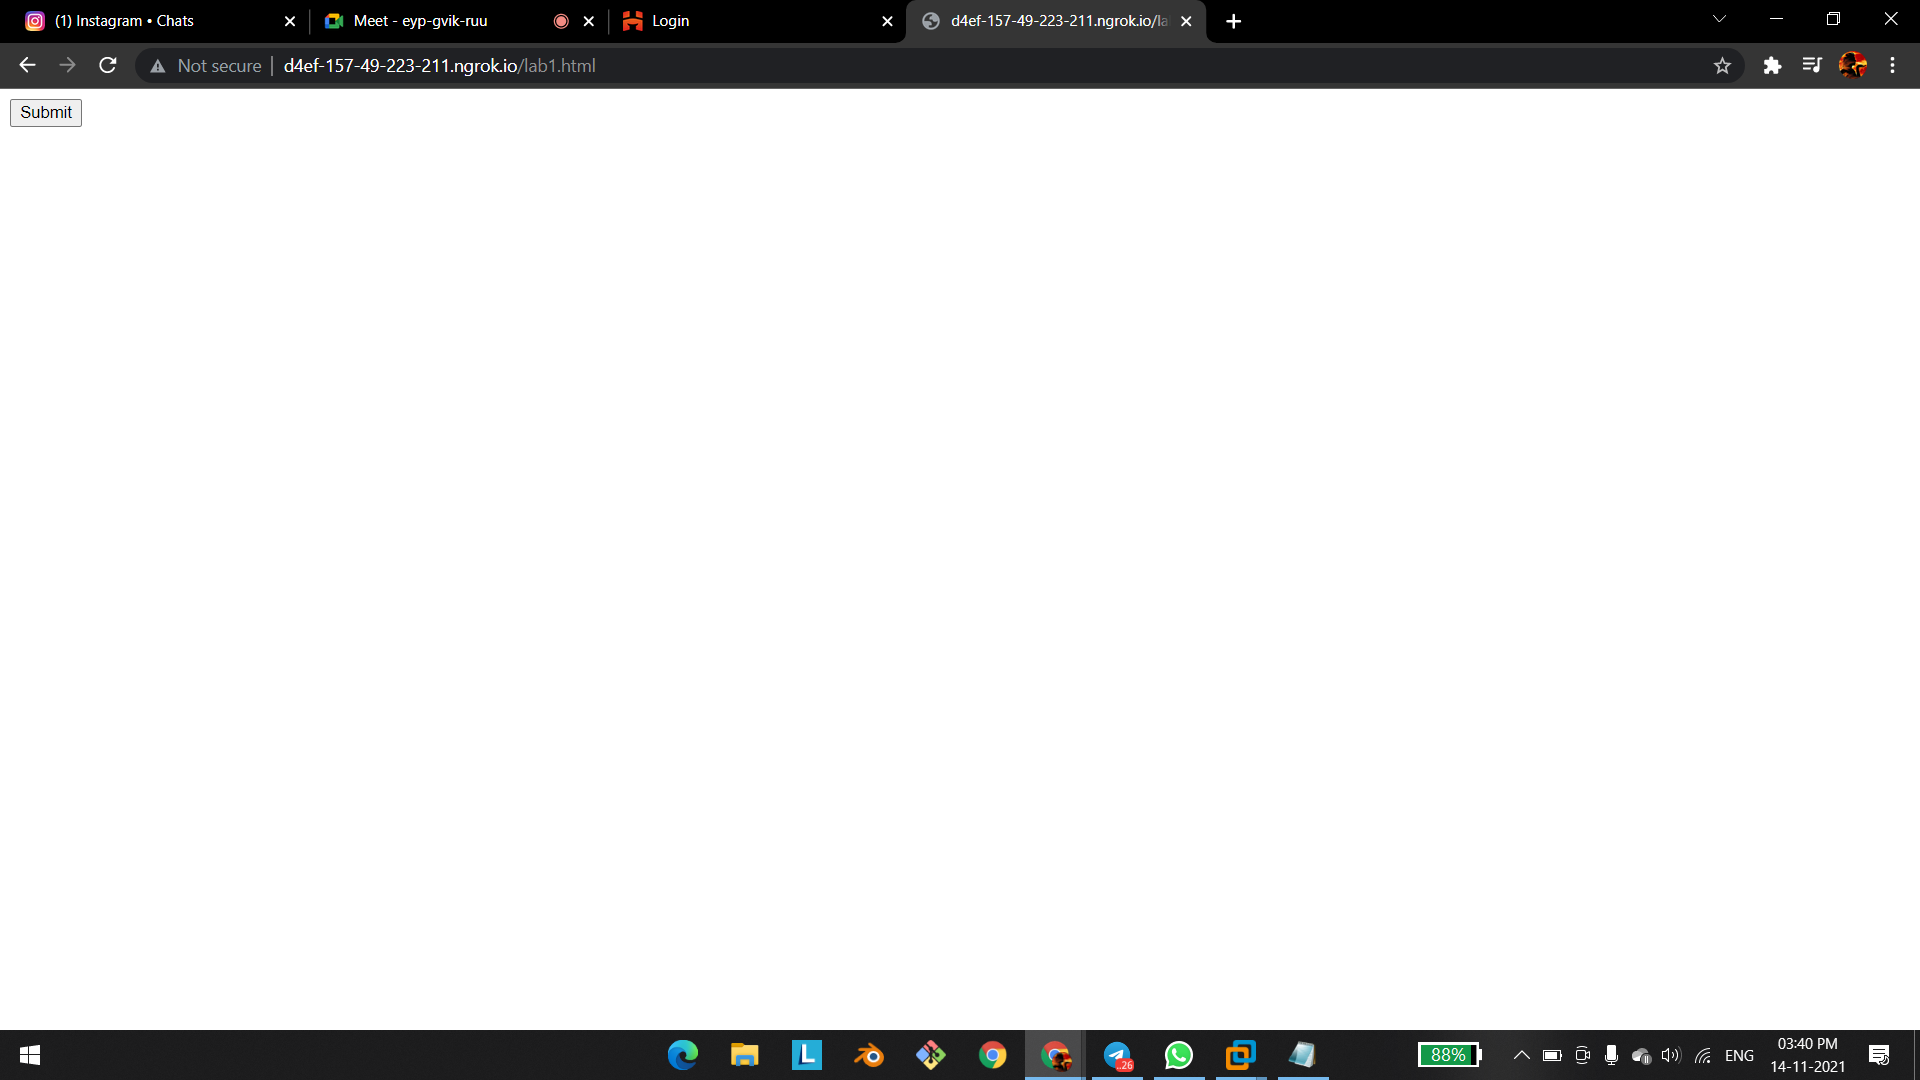 (1) Instagram • Chats
Meet - eyp-gvik-ruu
Login
d4ef-157-49-223-211.ngrok.io/la
Not secure
d4ef-157-49-223-211.ngrok.io/lab1.html
Submit
L
26
88%
ENG
03:40 PM
14-11-2021